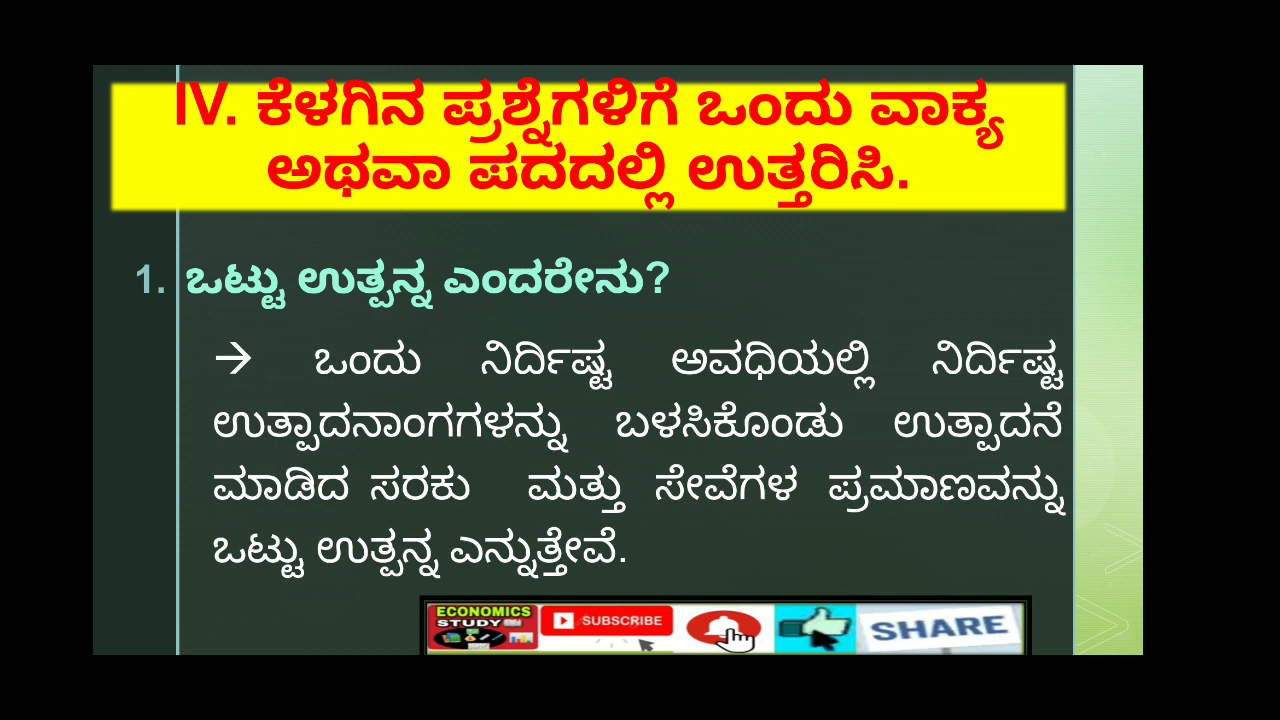 IV. ಕೆಳಗಿನ ಪ್ರಶ್ನೆಗಳಿಗೆ ಒಂದು ವಾಕ್ಯ
ಅಥವಾ ಪದದಲ್ಲಿ ಉತ್ತರಿಸಿ.
1. ಒಟ್ಟು ಉತ್ಪನ್ನ ಎಂದರೇನು?
→ ಒಂದು ನಿರ್ದಿಷ್ಟ ಅವಧಿಯಲ್ಲಿ ನಿರ್ದಿಷ್ಟ
ಉತ್ಪಾದನಾಂಗಗಳನ್ನು ಬಳಸಿಕೊಂಡು ಉತ್ಪಾದನೆ
ಮಾಡಿದ ಸರಕು ಮತ್ತು ಸೇವೆಗಳ ಪ್ರಮಾಣವನ್ನು
ಒಟ್ಟು ಉತ್ಪನ್ನ ಎನ್ನುತ್ತೇವೆ.
ECONOMICS
STUDY
SUBSCRIBE
SHARE